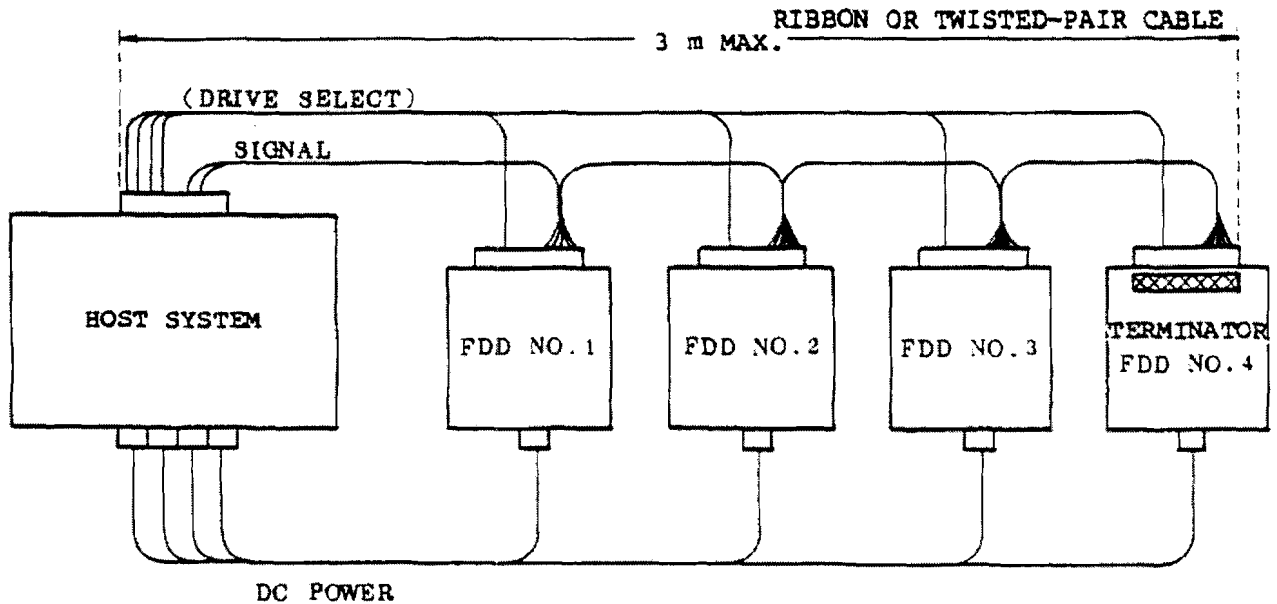 RIBBON OR TWISTED-PAIR CABLE
3 m MAX.
(DRIVE SELECT)
SIGNAL
HOST SYSTEM
FDD NO.1
FDD NO.2
FDD NO.3
TERMINATOR
FDD NO.4
DC POWER